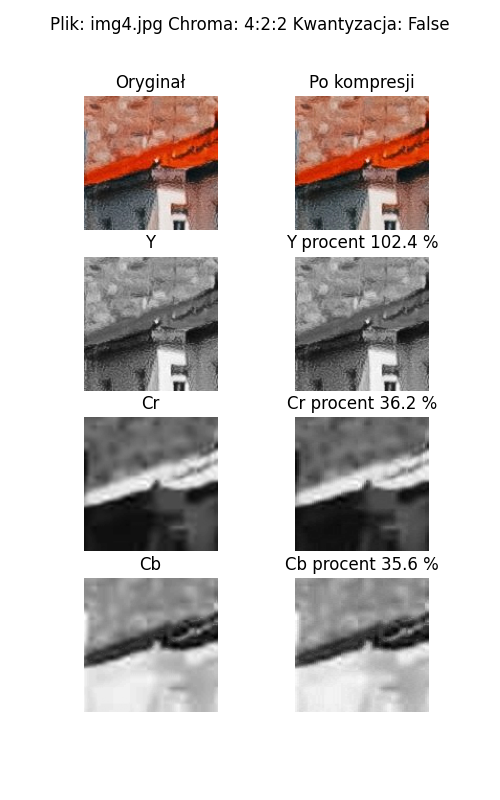 Plik: img4.jpg Chroma: 4:2:2 Kwantyzacja: False
Oryginał
Po kompresji
Y
Y procent 102.4 %
Cr
Cr procent 36.2 %
Cb
Cb procent 35.6 %